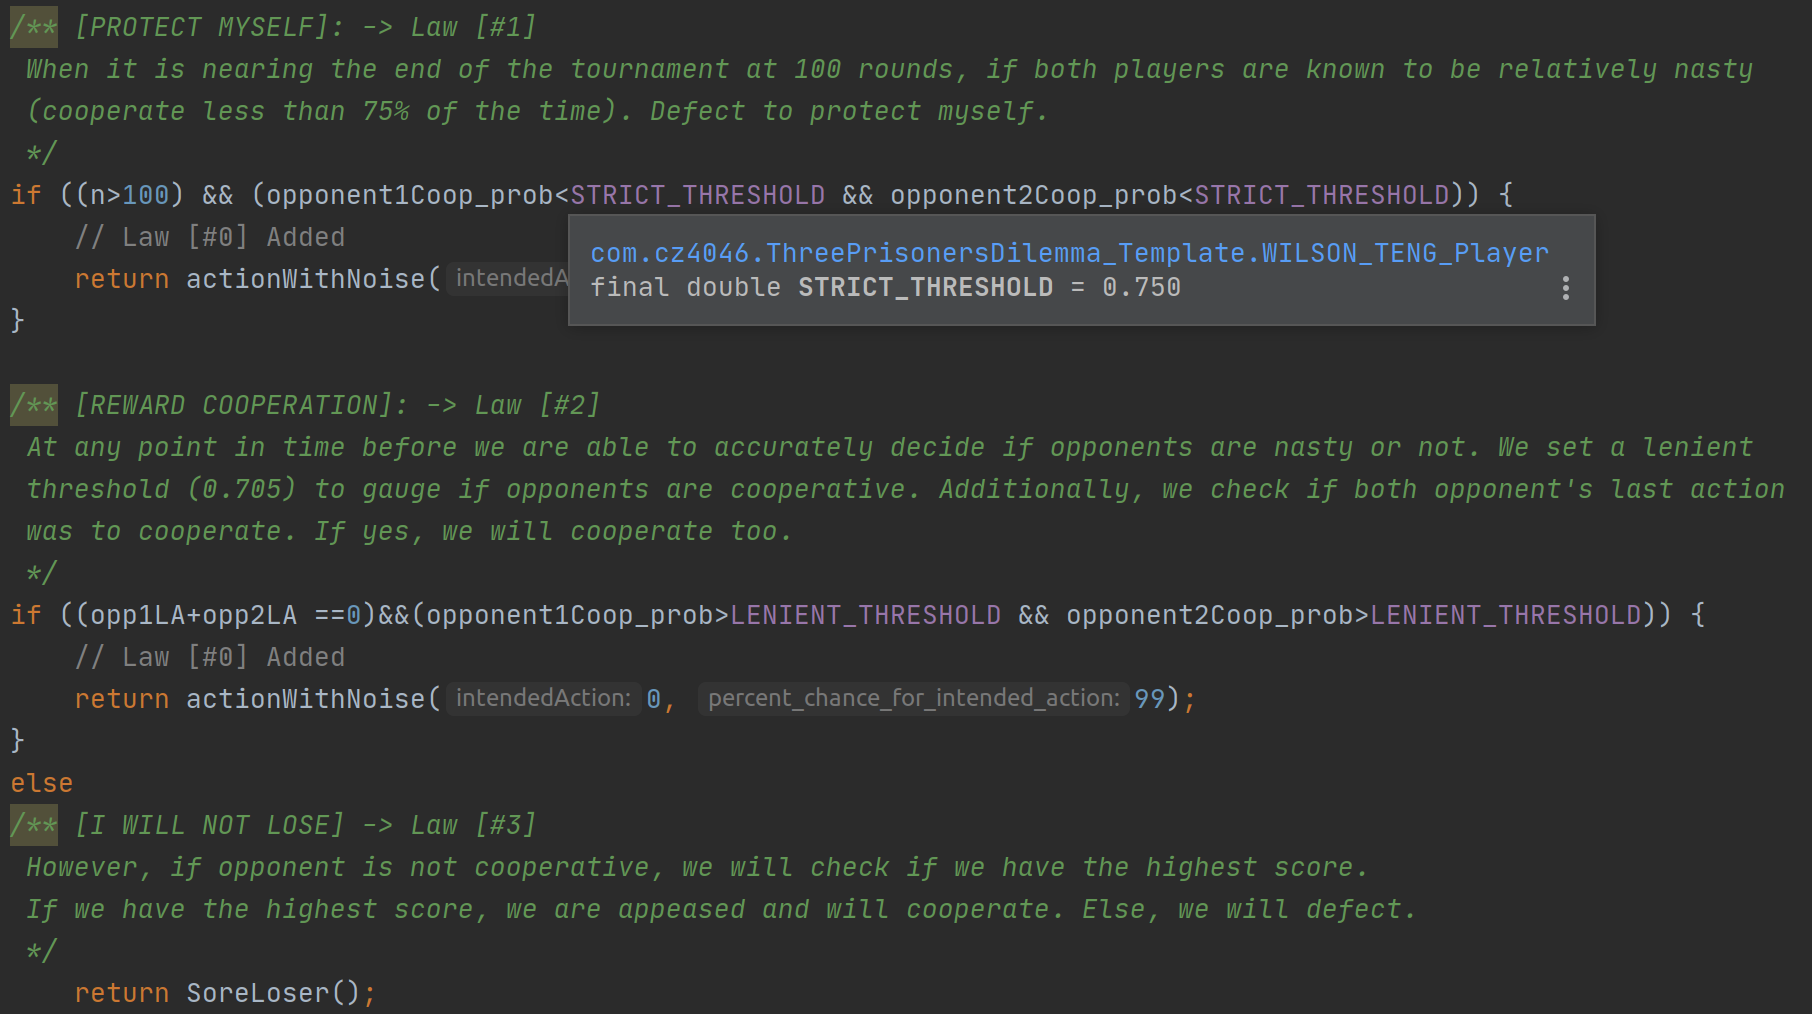 /** [PROTECT MYSELF]: -> Law [#1]
When it is nearing the end of the tournament at 100 rounds, if both players are known to be relatively nasty
(cooperate less than 75% of the time). Defect to protect myself.
*/
if ((n>100) && (opponent1Coop_prob<STRICT_THRESHOLD && opponent2Coop_prob<STRICT_THRESHOLD)) {
// Law [#0] Added
com.cz4046.ThreePrisonersDilemma_Template.WILSON_TENG_Player
return actionWithNoise( intendedA
final double STRICT_THRESHOLD = 0.750
}
/** [REWARD COOPERATION]: -> Law [#2]
At any point in time before we are able to accurately decide if opponents are nasty or not. We set a lenient
threshold (0.705) to gauge if opponents are cooperative. Additionally, we check if both opponent's last action
was to cooperate. If yes, we will cooperate too.
*/
if ((opp1LA+opp2LA ==0)&&(opponent1Coop_prob>LENIENT_THRESHOLD && opponent2Coop_prob>LENIENT_THRESHOLD)) {
// Law [#0] Added
return actionWithNoise( intendedAction: 0, percent_chance_for_intended_action: 99);
}
else
/** [I WILL NOT LOSE] -> Law [#3]
However, if opponent is not cooperative, we will check if we have the highest score.
If we have the highest score, we are appeased and will cooperate. Else, we will defect.
*/
return SoreLoser();